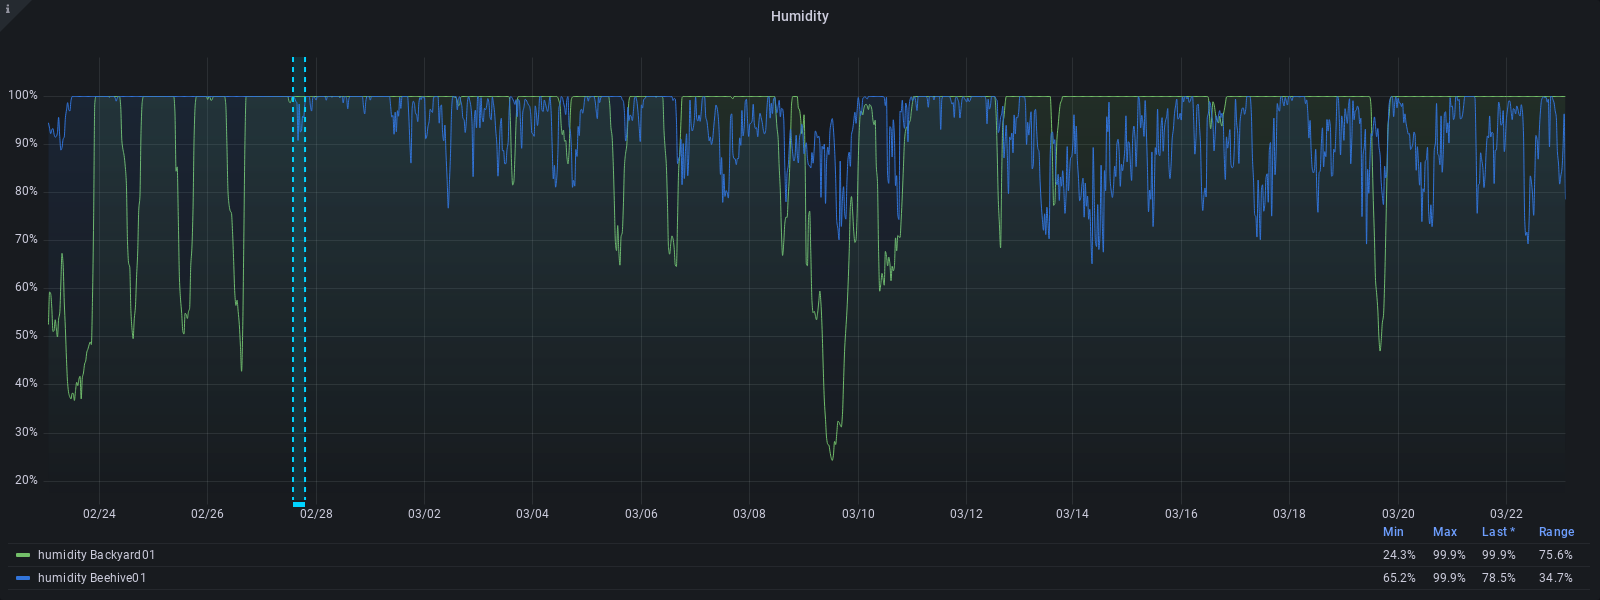 i
Humidity
100%
90%
80%
70%
60%
50%
40%
30%
20%
02/24 02/26 02/28 03/02 03/04 03/06 03/08 03/10 03/12 03/14 03/16 03/18 03/20 03/22
Min Max Last * Range
humidity Backyard01 24.3% 99.9% 99.9% 75.6%
humidity Beehive01 65.2% 99.9% 78.5% 34.7%